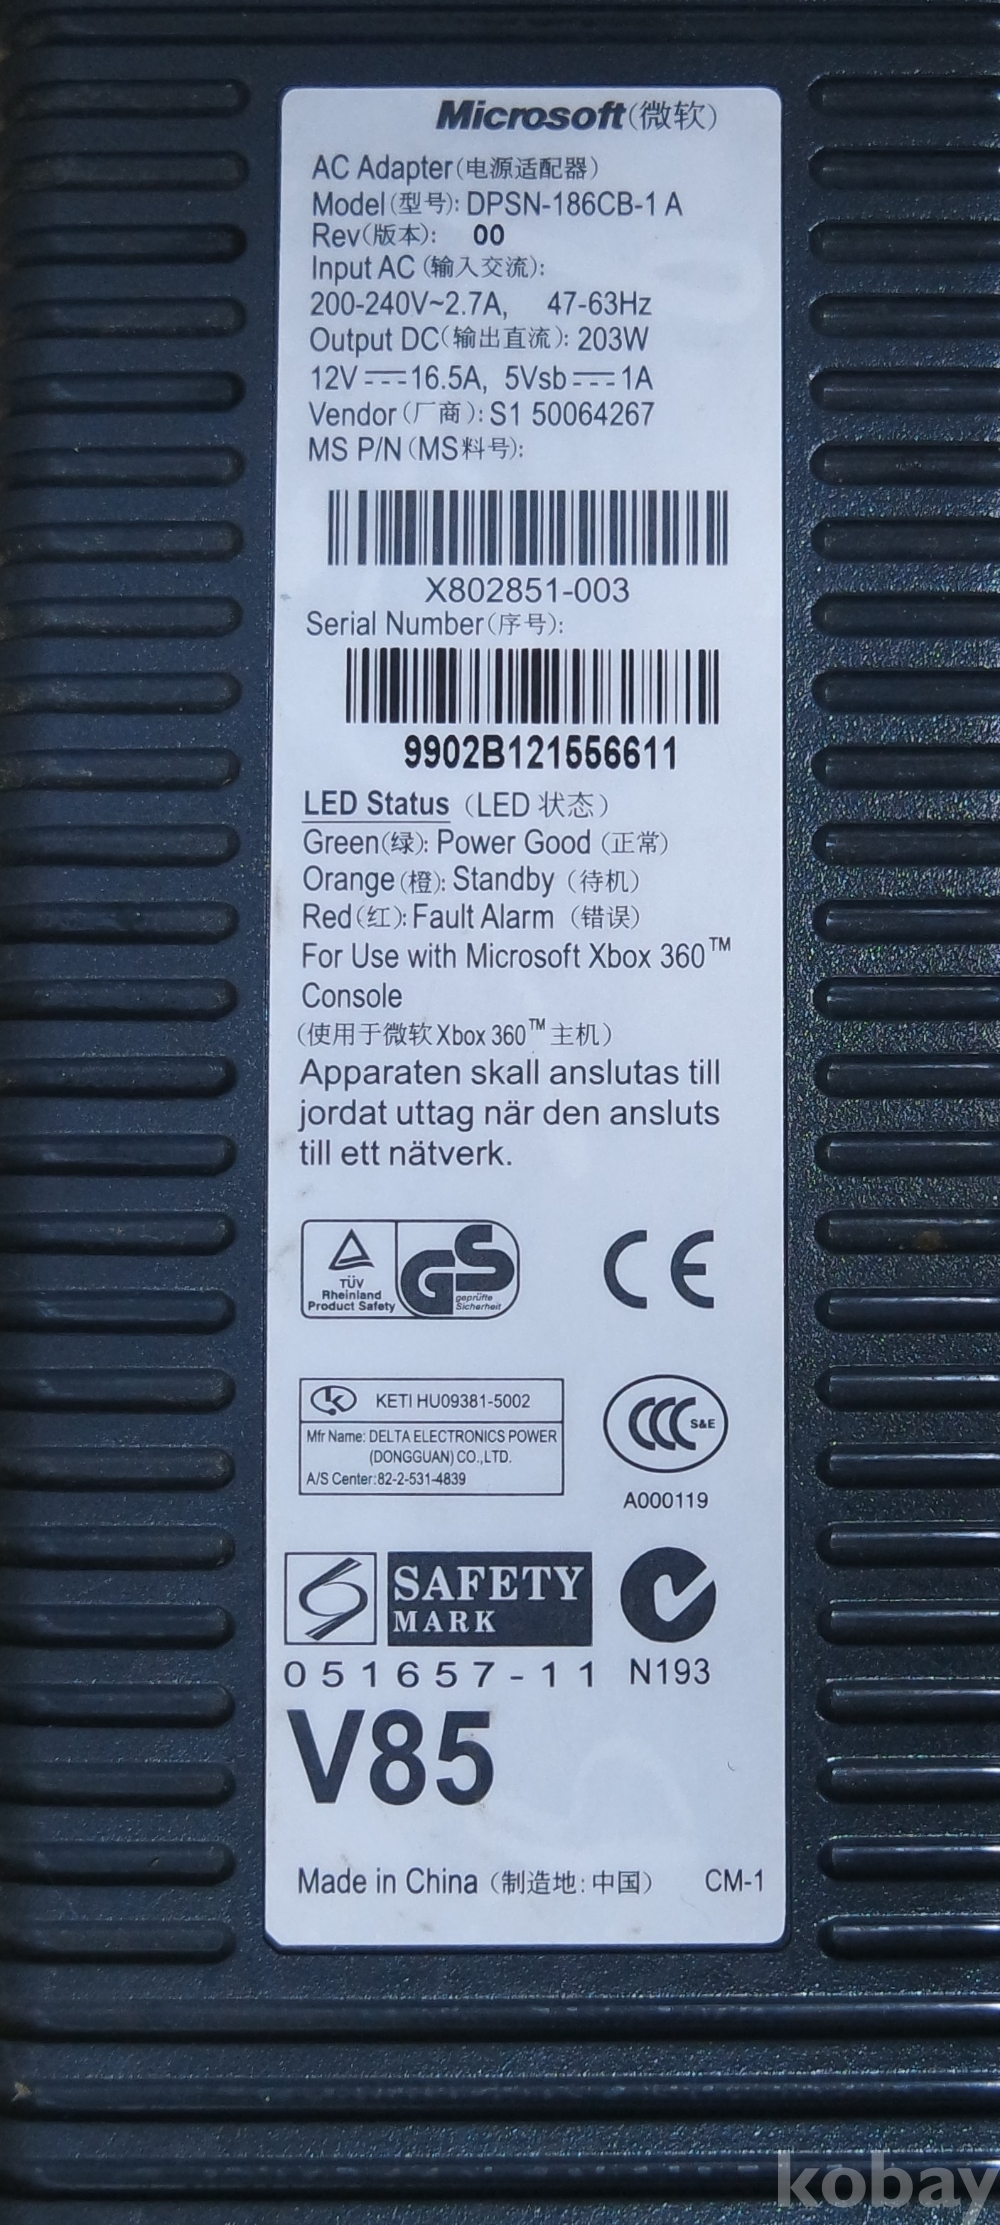 Microsoft(微软)
AC Adapter(电源适配器)
Model(型号): DPSN-186CB-1 A
Rev(版本): 00
Input AC (输入交流):
200-240V~2.7A, 47-63Hz
Output DC(输出直流): 203W
12V⎓16.5A, 5Vsb⎓1A
Vendor(厂商): S1 50064267
MS P/N(MS料号):
X802851-003
Serial Number(序号):
9902B121556611
LED Status (LED 状态)
Green(绿): Power Good (正常)
Orange(橙): Standby (待机)
Red(红): Fault Alarm (错误)
For Use with Microsoft Xbox 360™
Console
(使用于微软Xbox 360™主机)
Apparaten skall anslutas till
jordat uttag när den ansluts
till ett nätverk.
TÜV
Rheinland
Product Safety
GS
geprüfte
Sicherheit
CE
KETI HU09381-5002
Mfr Name: DELTA ELECTRONICS POWER
(DONGGUAN) CO.,LTD.
A/S Center:82-2-531-4839
CCC S&E
A000119
SAFETY
MARK
051657-11 N193
V85
Made in China (制造地:中国) CM-1
kobay